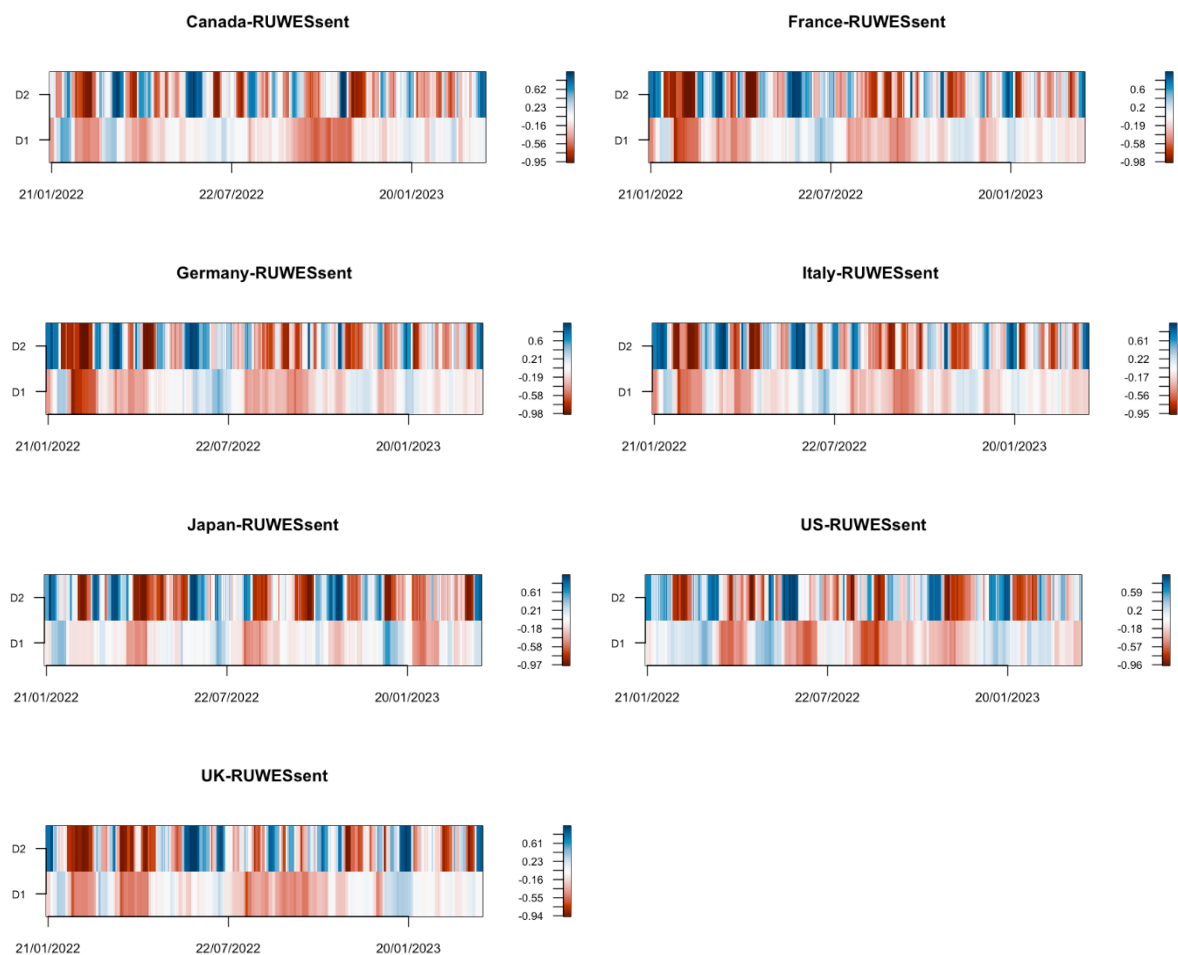 Canada-RUWESsent
D2
D1
0.62
0.23
-0.16
-0.56
-0.95
21/01/2022 22/07/2022 20/01/2023
France-RUWESsent
D2
D1
0.6
0.2
-0.16
-0.58
-0.98
21/01/2022 22/07/2022 20/01/2023
Germany-RUWESsent
D2
D1
0.6
0.21
-0.19
-0.58
-0.98
21/01/2022 22/07/2022 20/01/2023
Italy-RUWESsent
D2
D1
0.61
0.22
-0.17
-0.56
-0.95
21/01/2022 22/07/2022 20/01/2023
Japan-RUWESsent
D2
D1
0.61
0.21
-0.18
-0.58
-0.97
21/01/2022 22/07/2022 20/01/2023
US-RUWESsent
D2
D1
0.59
0.2
-0.18
-0.57
-0.96
21/01/2022 22/07/2022 20/01/2023
UK-RUWESsent
D2
D1
0.61
0.23
-0.16
-0.55
-0.94
21/01/2022 22/07/2022 20/01/2023